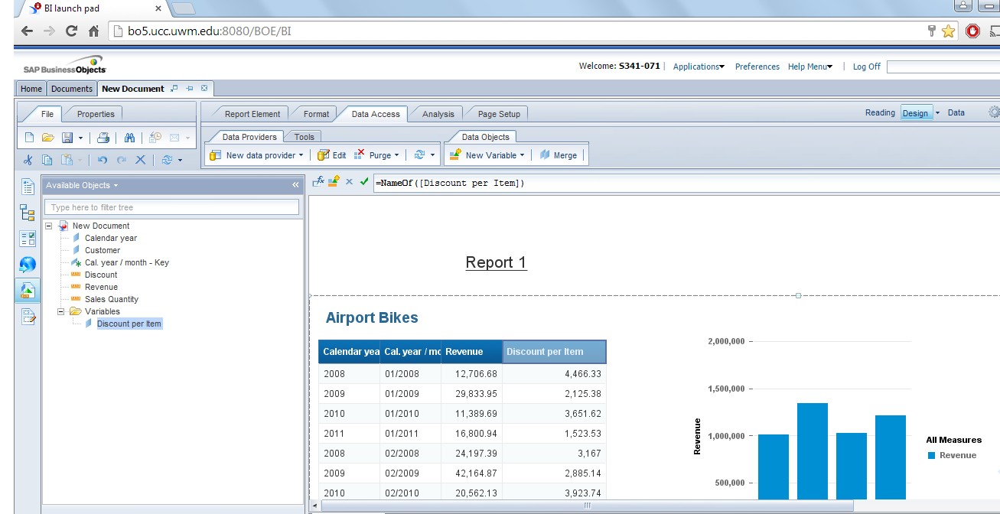 BI launch pad ×
bo5.ucc.uwm.edu:8080/BOE/BI
SAP BusinessObjects
Welcome: S341-071 | Applications Preferences Help Menu | Log Off
Home Documents New Document
File Properties Report Element Format Data Access Analysis Page Setup Reading Design Data
Data Providers Tools Data Objects
New data provider Edit Purge New Variable Merge
Available Objects «
=NameOf([Discount per Item])
Type here to filter tree
New Document
Calendar year
Customer
Cal. year / month - Key
Discount
Revenue
Sales Quantity
Variables
Discount per Item
Report 1
Airport Bikes
Calendar yea Cal. year / mo Revenue Discount per Item
2008 01/2008 12,706.68 4,466.33
2009 01/2009 29,833.95 2,125.38
2010 01/2010 11,389.69 3,651.62
2011 01/2011 16,800.94 1,523.53
2008 02/2008 24,197.39 3,167
2009 02/2009 42,164.87 2,885.14
2010 02/2010 20,562.13 3,923.74
2,000,000
1,500,000
1,000,000
500,000
Revenue
All Measures
Revenue